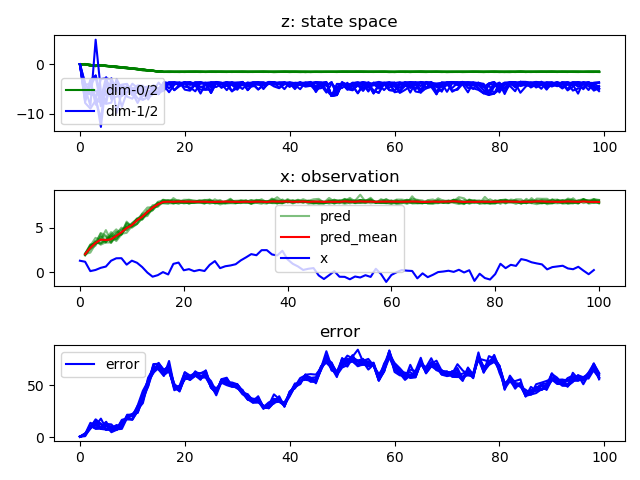 z: state space
0
−10
dim-0/2
dim-1/2
0
20
40
60
80
100
x: observation
5
0
pred
pred_mean
x
0
20
40
60
80
100
error
50
0
error
0
20
40
60
80
100